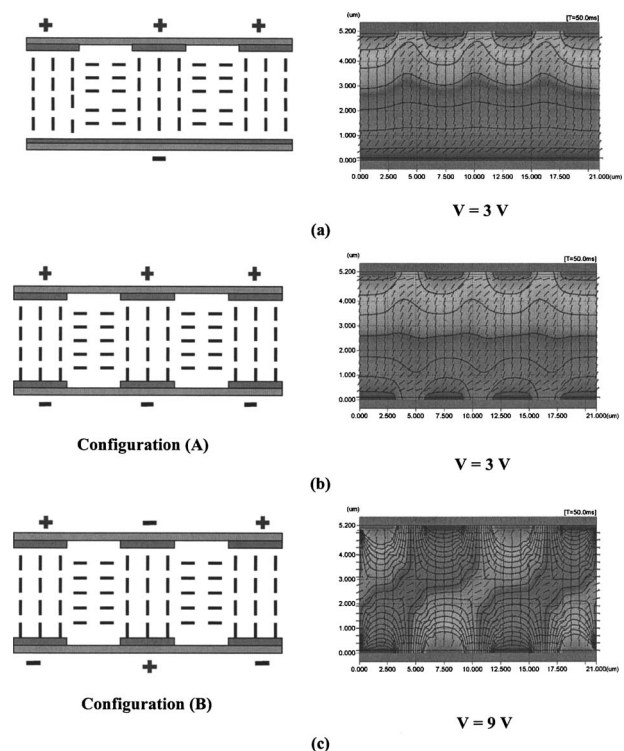 + + +
(um)
[T=50.0ms]
5.200
4.000
3.000
2.000
1.000
0.000
0.000 2.500 5.000 7.500 10.000 12.500 15.000 17.500 21.000(um)
−
V = 3 V
(a)
+ + +
(um)
[T=50.0ms]
5.200
4.000
3.000
2.000
1.000
0.000
0.000 2.500 5.000 7.500 10.000 12.500 15.000 17.500 21.000(um)
− − −
Configuration (A)
V = 3 V
(b)
+ − +
(um)
[T=50.0ms]
5.200
4.000
3.000
2.000
1.000
0.000
0.000 2.500 5.000 7.500 10.000 12.500 15.000 17.500 21.000(um)
− + −
Configuration (B)
V = 9 V
(c)